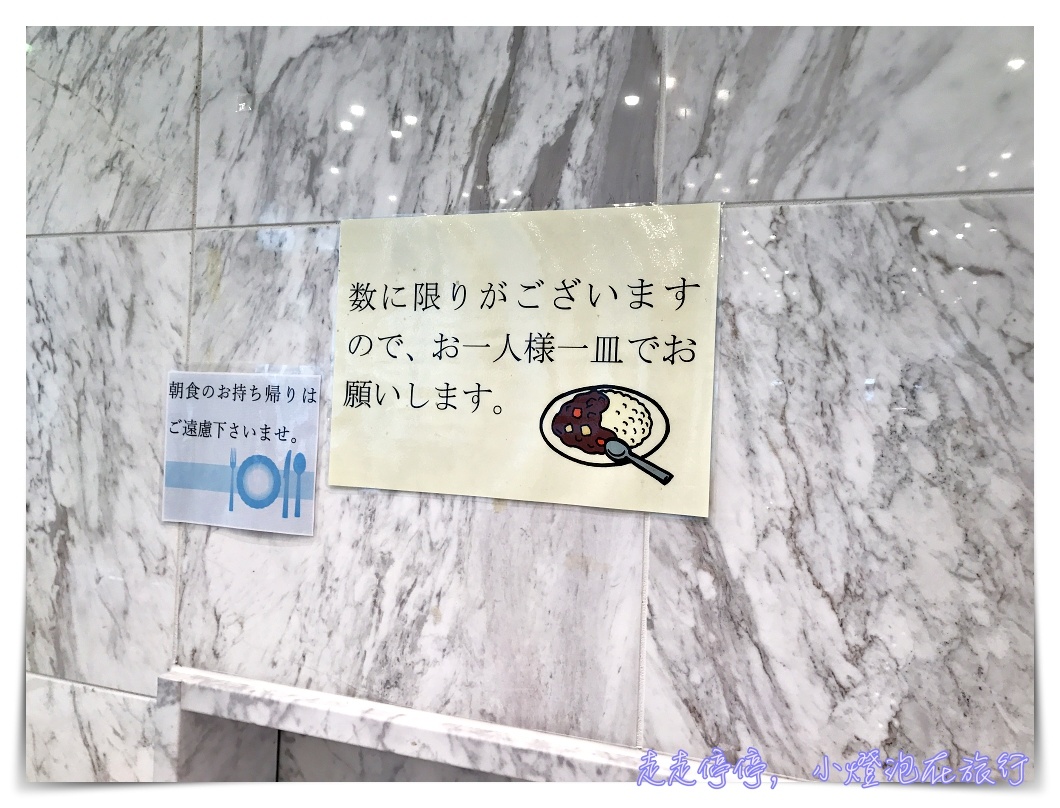 数に限りがございます
ので、お一人様一皿でお
願いします。
朝食のお持ち帰りは
ご遠慮下さいませ。
走走停停，小燈泡在旅行